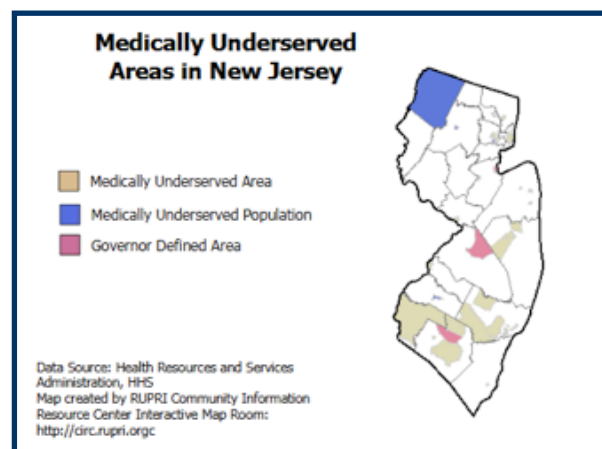 Medically Underserved
Areas in New Jersey
Medically Underserved Area
Medically Underserved Population
Governor Defined Area
Data Source: Health Resources and Services
Administration, HHS
Map created by RUPRI Community Information
Resource Center Interactive Map Room:
http://circ.rupri.orgc